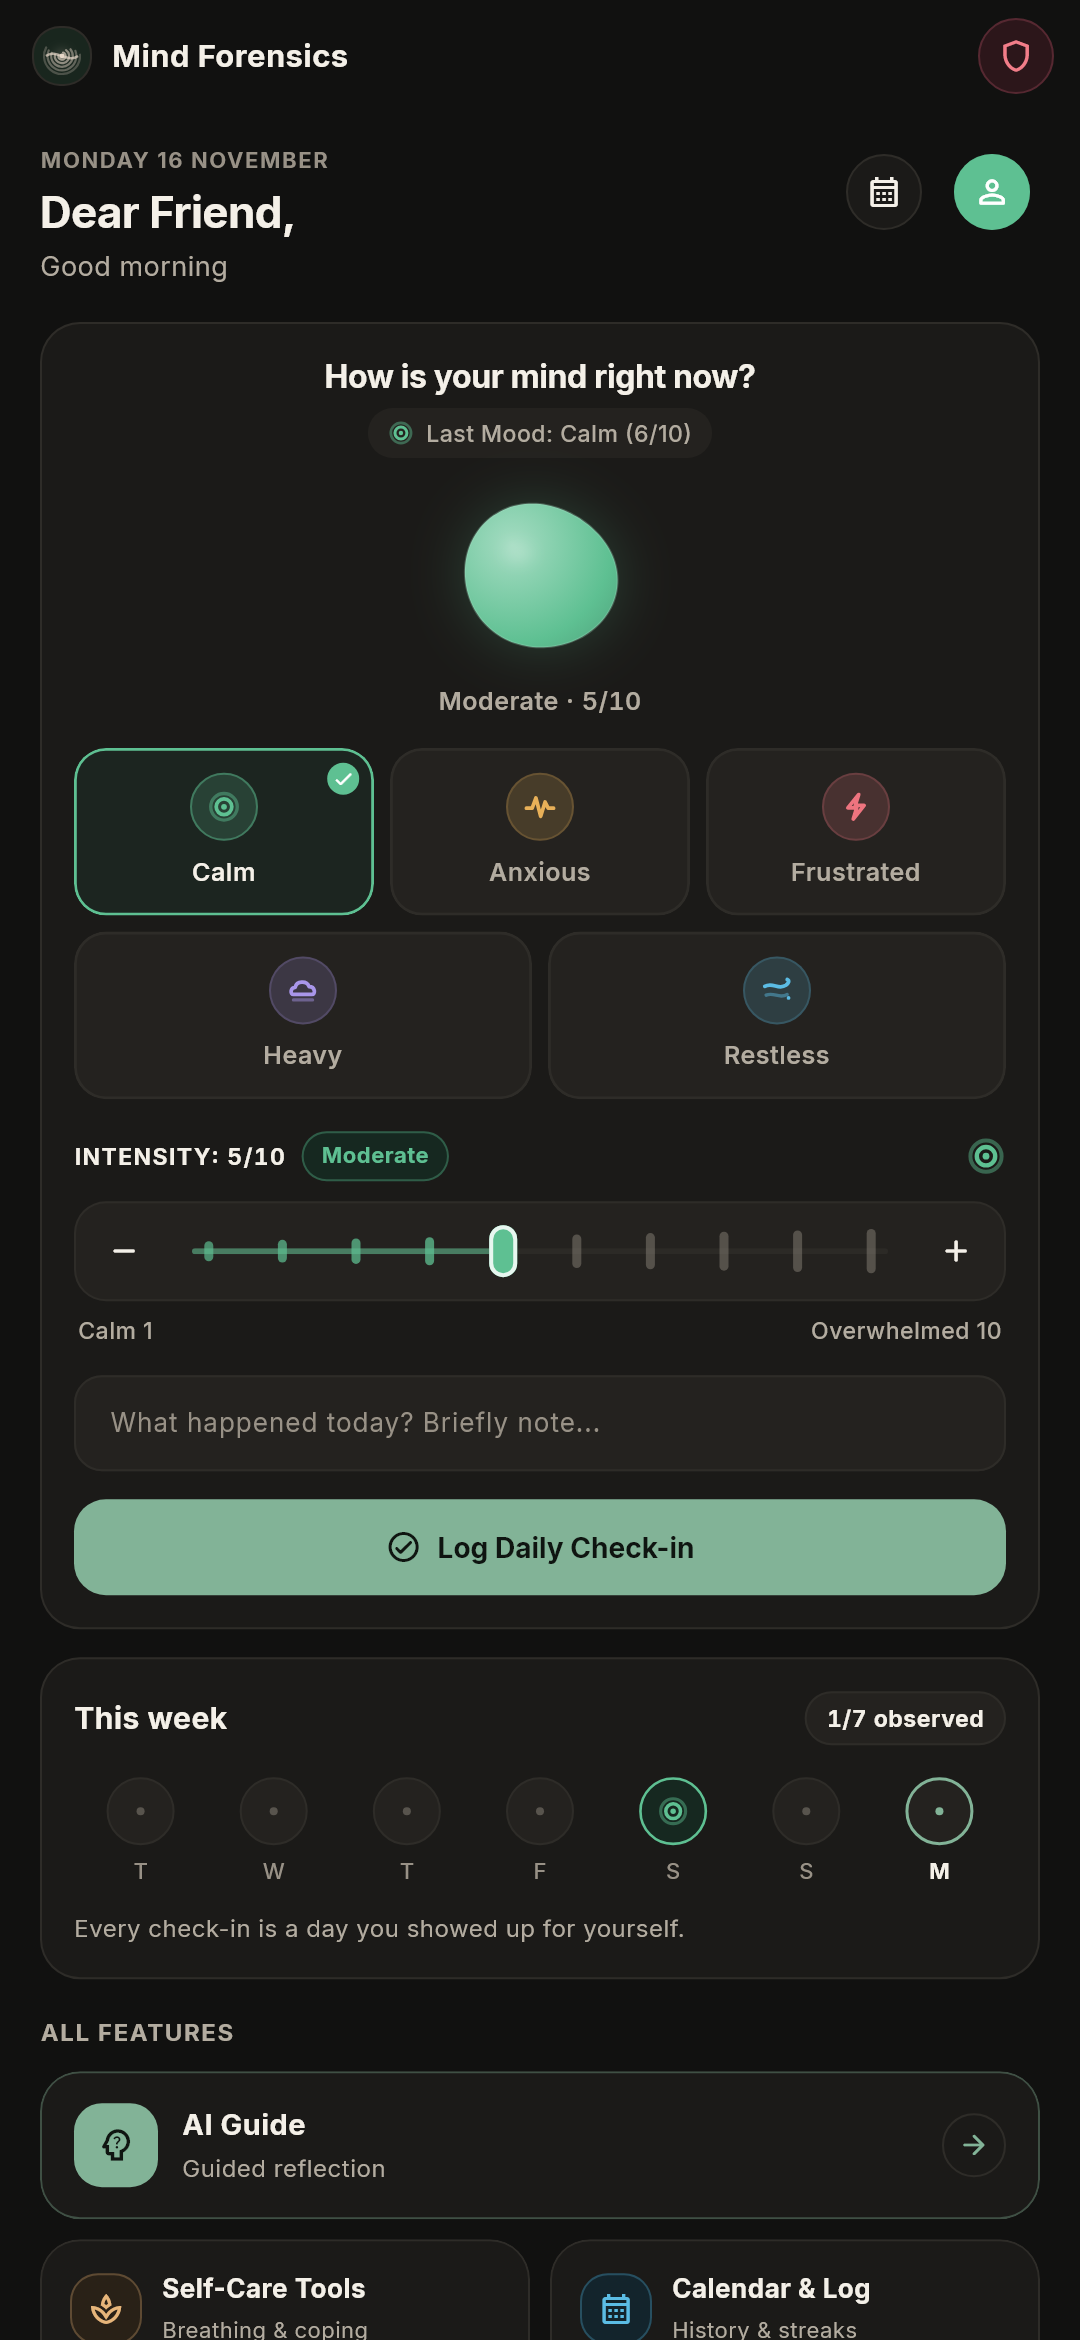 Mind Forensics
MONDAY 16 NOVEMBER
Dear Friend,
Good morning
How is your mind right now?
Last Mood: Calm (6/10)
Moderate · 5/10
Calm
Anxious
Frustrated
Heavy
Restless
INTENSITY: 5/10
Moderate
Calm 1
Overwhelmed 10
What happened today? Briefly note...
Log Daily Check-in
This week
1/7 observed
T W T F S S M
Every check-in is a day you showed up for yourself.
ALL FEATURES
AI Guide
Guided reflection
Self-Care Tools
Breathing & coping
Calendar & Log
History & streaks